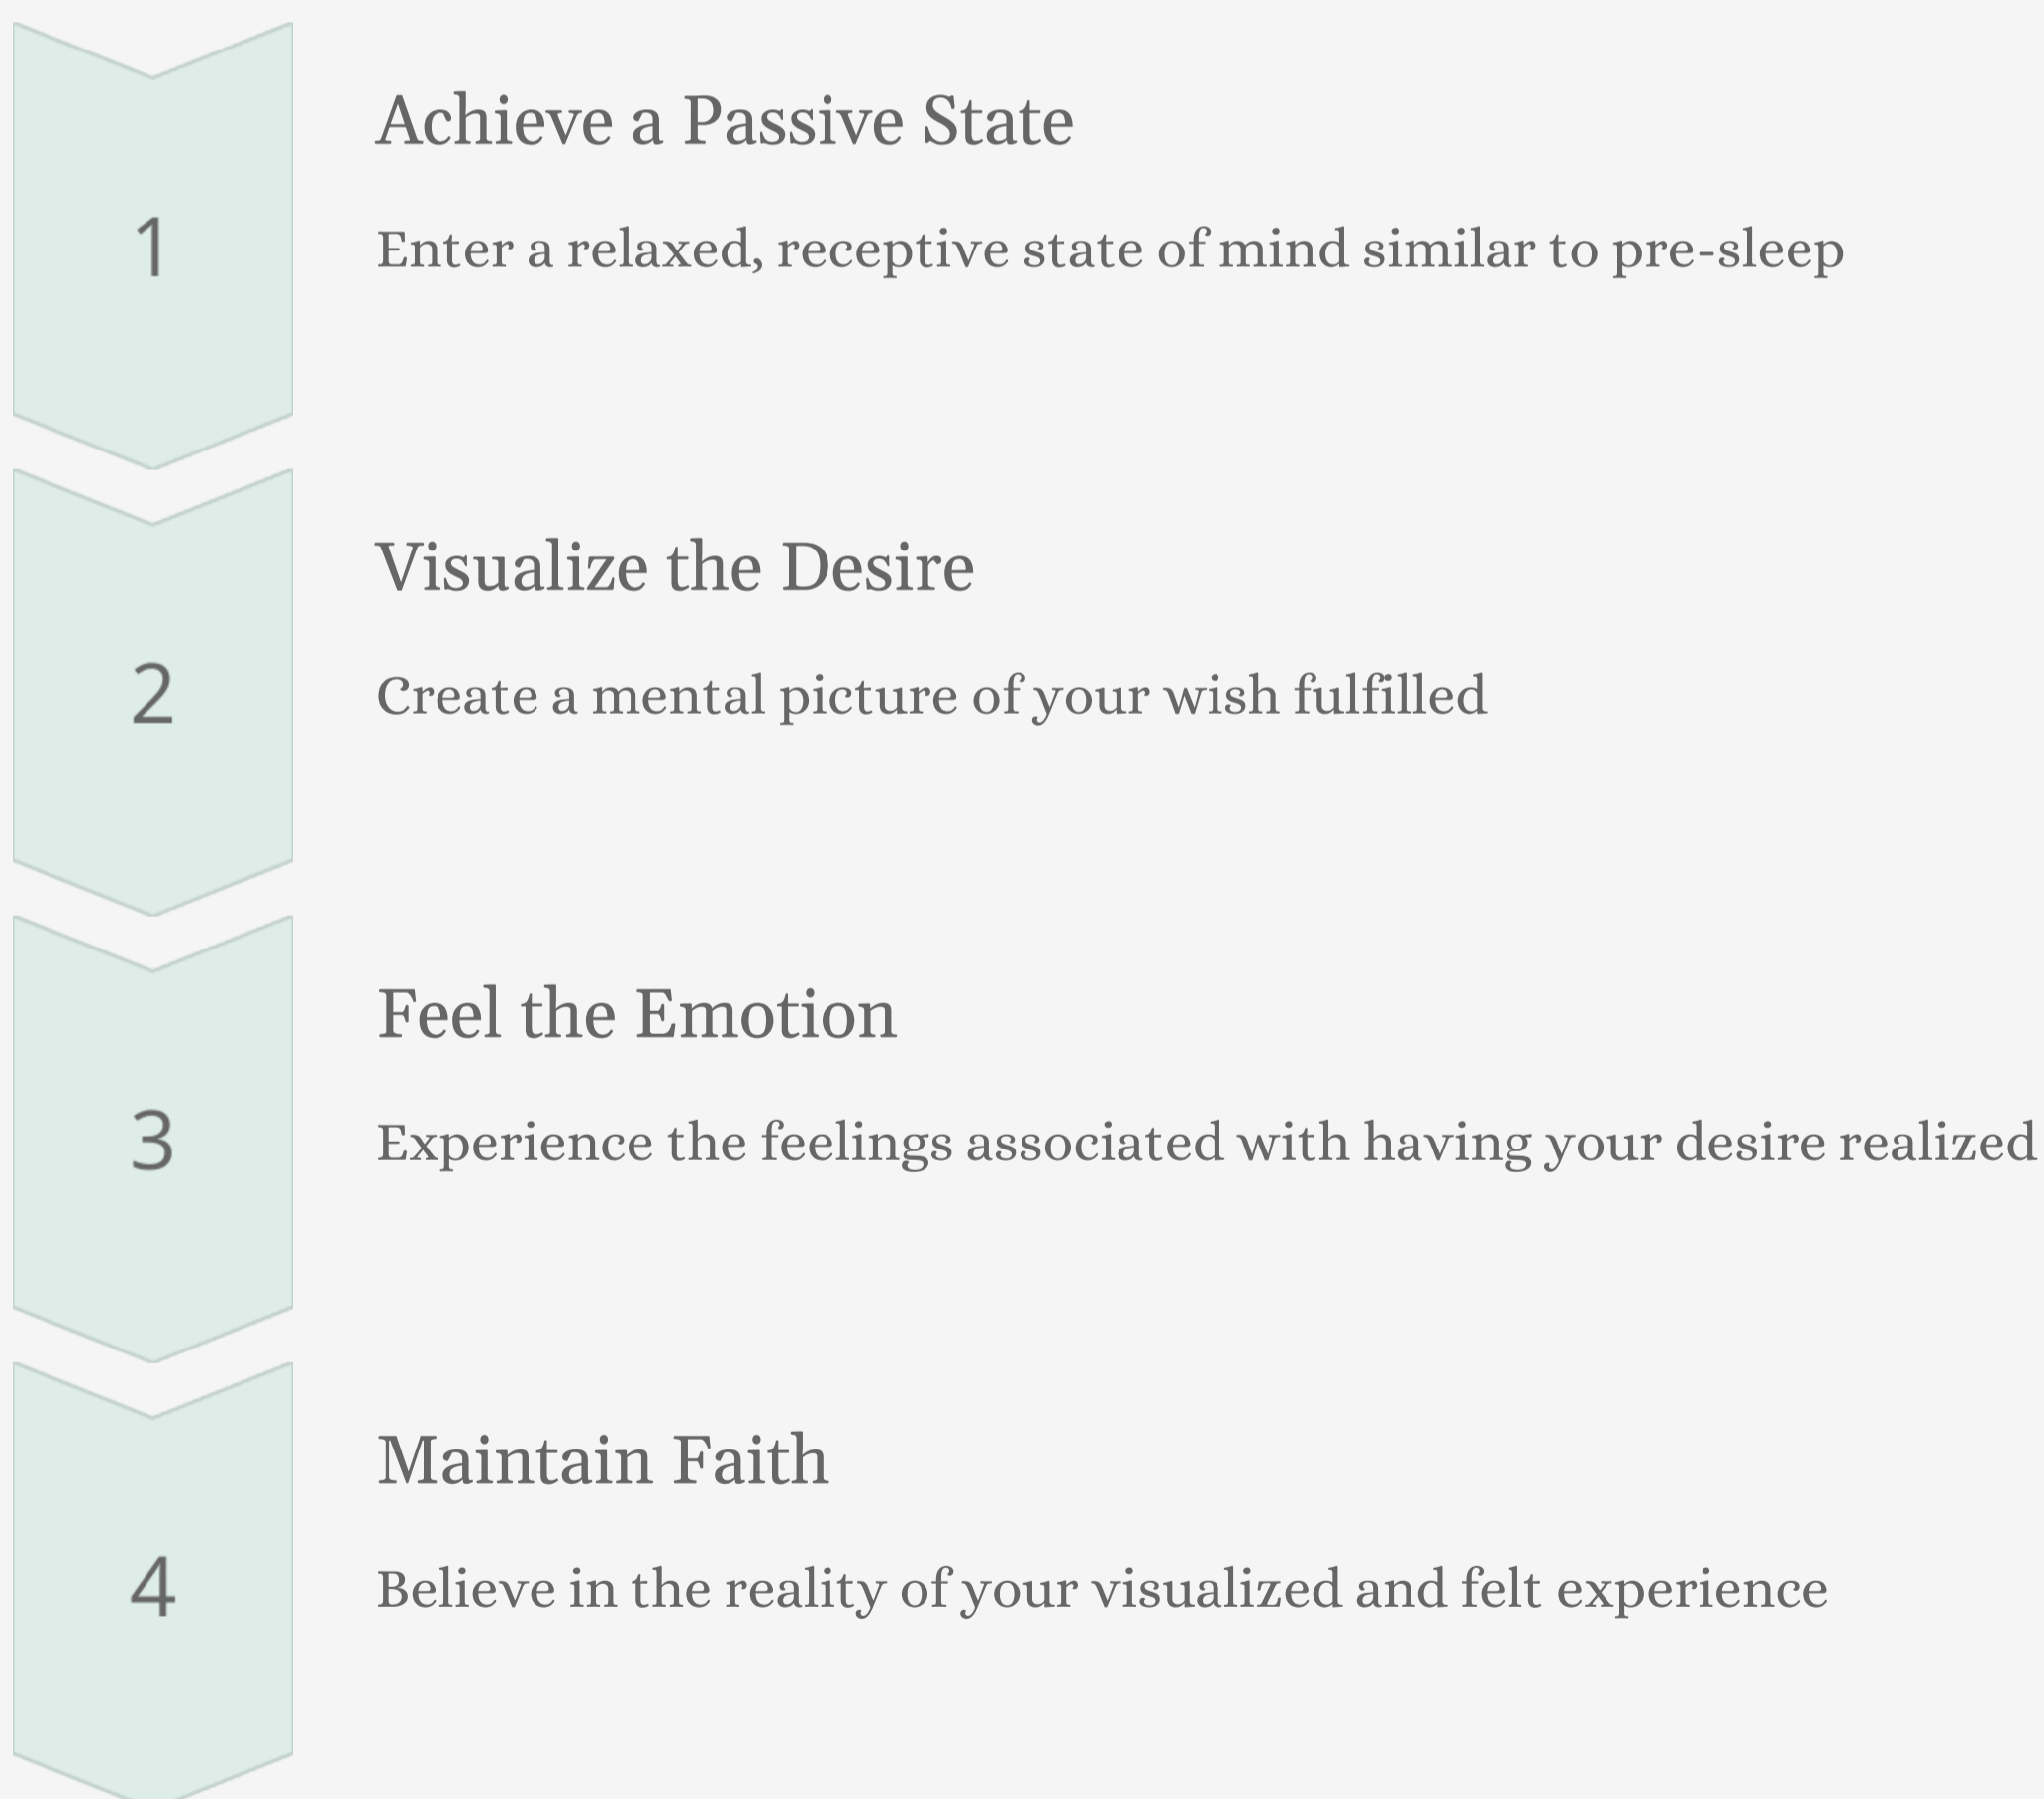 Achieve a Passive State
1
Enter a relaxed, receptive state of mind similar to pre-sleep
Visualize the Desire
2
Create a mental picture of your wish fulfilled
Feel the Emotion
3
Experience the feelings associated with having your desire realized
Maintain Faith
4
Believe in the reality of your visualized and felt experience